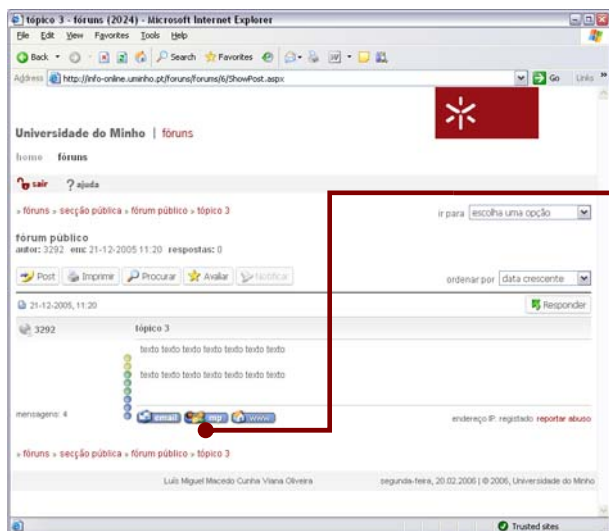 tópico 3 - fóruns (2024) - Microsoft Internet Explorer
File Edit View Favorites Tools Help
Back Search Favorites
Address http://info-online.uminho.pt/foruns/forums/6/ShowPost.aspx Go Links »
Universidade do Minho | fóruns
home fóruns
sair ? ajuda
» fóruns » secção pública » fórum público » tópico 3
ir para escolha uma opção
fórum público
autor: 3292 em: 21-12-2005 11:20 respostas: 0
Post Imprimir Procurar Avaliar Notificar
ordenar por data crescente
21-12-2005, 11:20 Responder
3292 tópico 3
texto texto texto texto texto texto texto
texto texto texto texto texto texto texto
mensagens: 4 email mp www endereço IP: registado reportar abuso
» fóruns » secção pública » fórum público » tópico 3
Luís Miguel Macedo Cunha Viana Oliveira segunda-feira, 20.02.2006 | © 2006, Universidade do Minho
Trusted sites